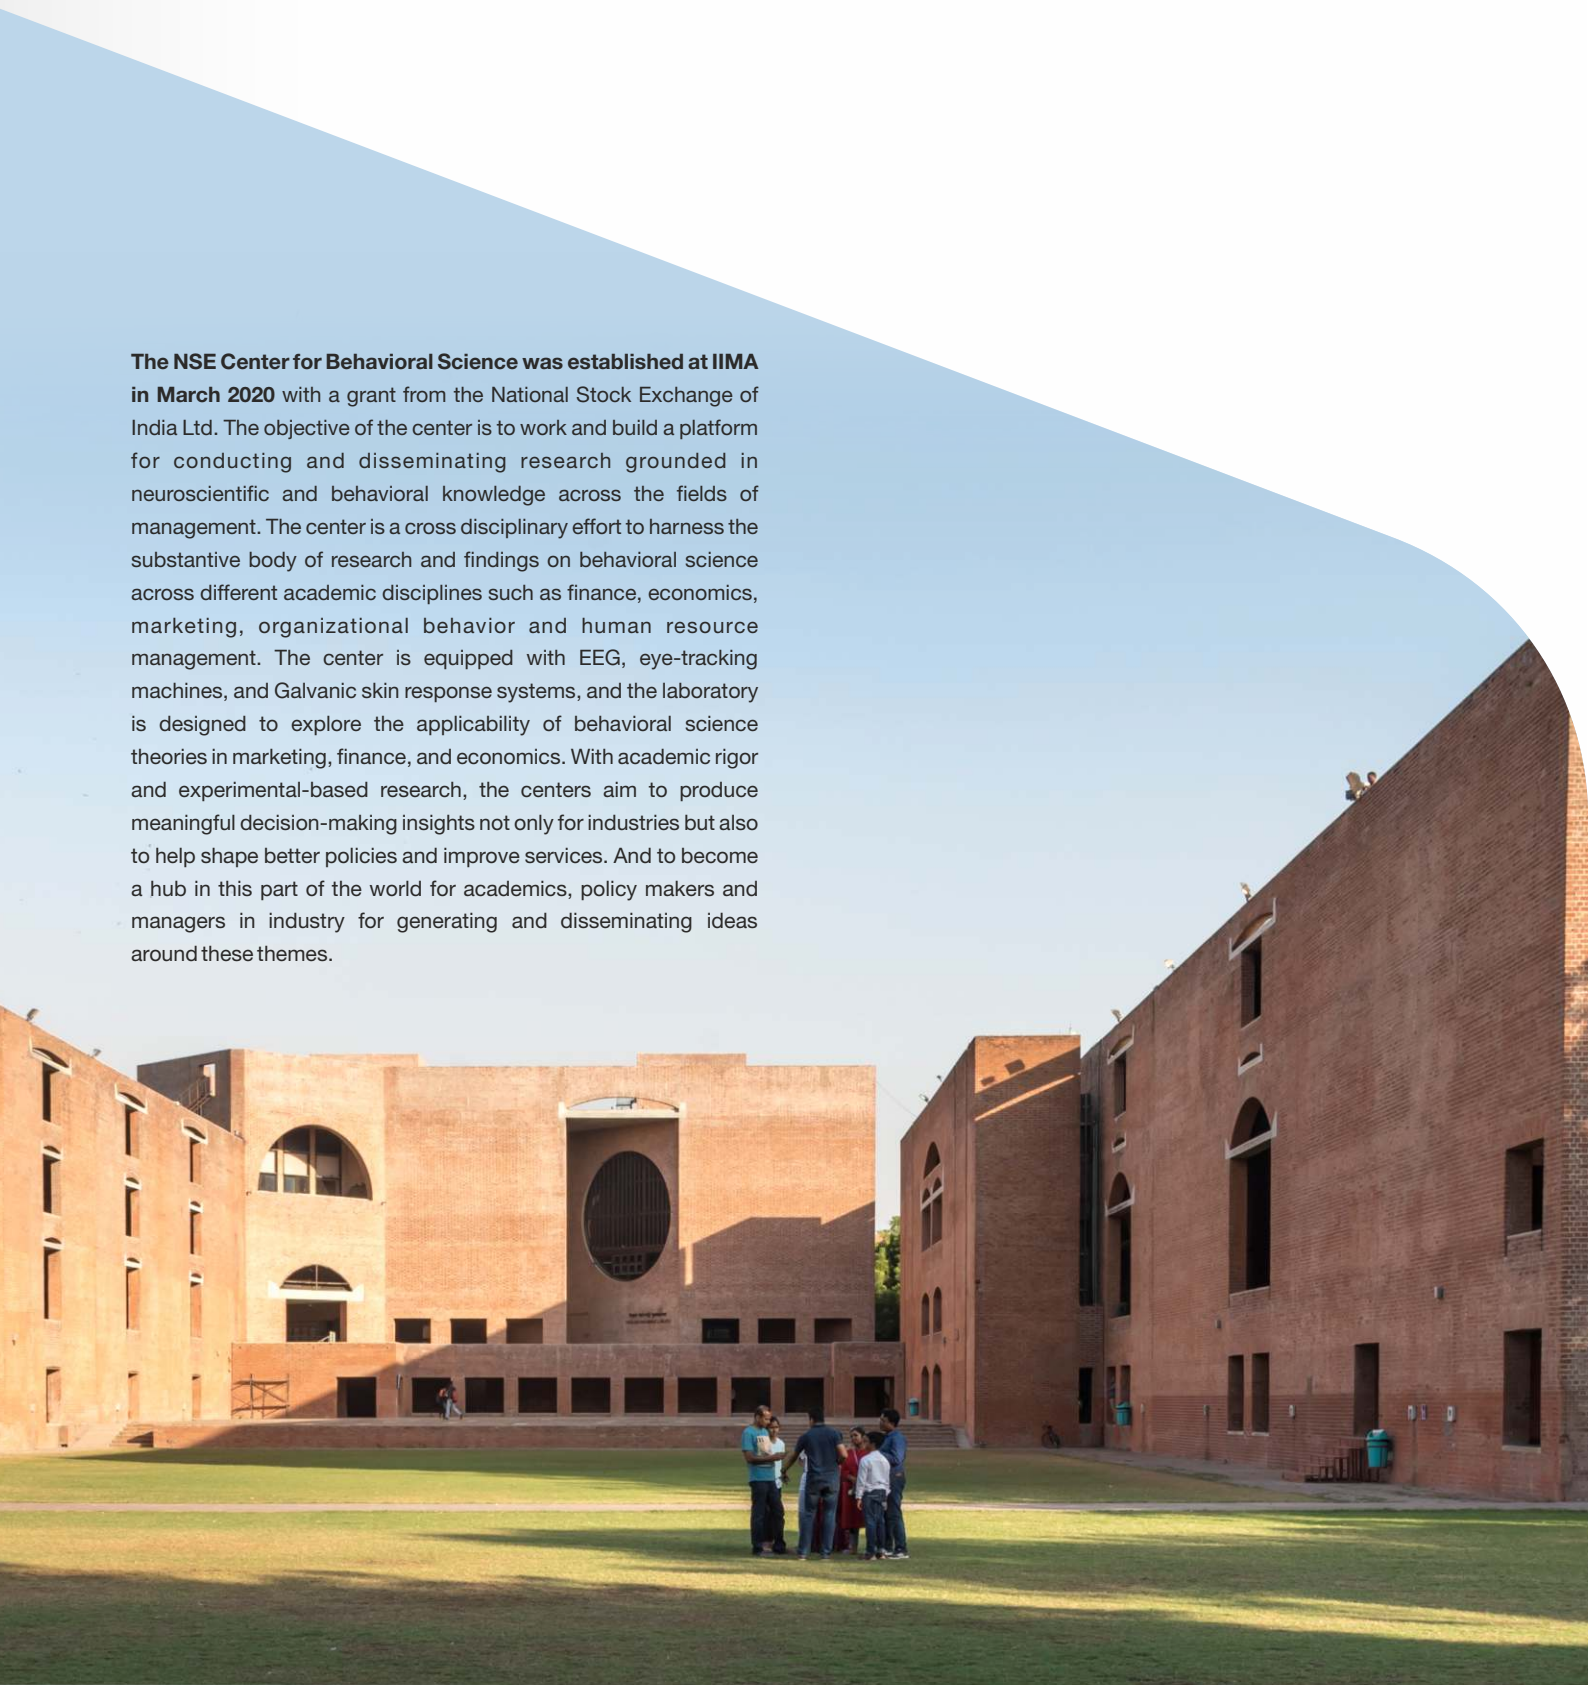 The NSE Center for Behavioral Science was established at IIMA
in March 2020 with a grant from the National Stock Exchange of
India Ltd. The objective of the center is to work and build a platform
for conducting and disseminating research grounded in
neuroscientific and behavioral knowledge across the fields of
management. The center is a cross disciplinary effort to harness the
substantive body of research and findings on behavioral science
across different academic disciplines such as finance, economics,
marketing, organizational behavior and human resource
management. The center is equipped with EEG, eye-tracking
machines, and Galvanic skin response systems, and the laboratory
is designed to explore the applicability of behavioral science
theories in marketing, finance, and economics. With academic rigor
and experimental-based research, the centers aim to produce
meaningful decision-making insights not only for industries but also
to help shape better policies and improve services. And to become
a hub in this part of the world for academics, policy makers and
managers in industry for generating and disseminating ideas
around these themes.